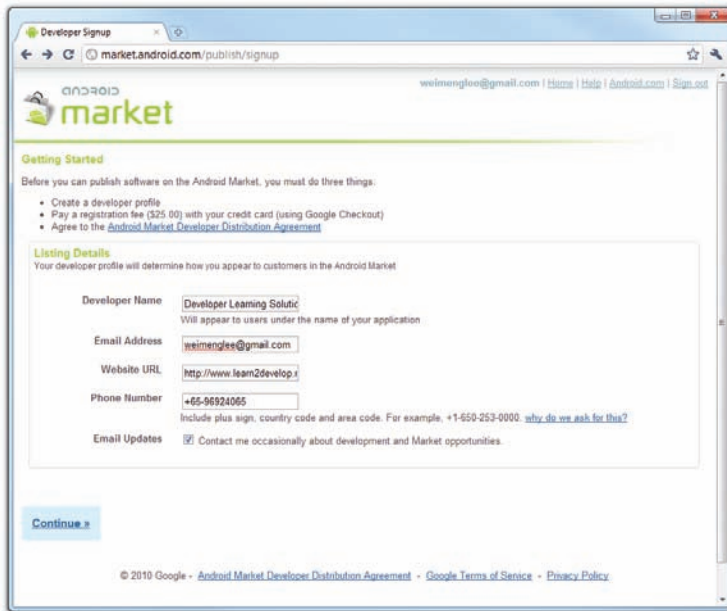 Developer Signup
market.android.com/publish/signup
weimenglee@gmail.com | Home | Help | Android.com | Sign out
android
market
Getting Started
Before you can publish software on the Android Market, you must do three things:
• Create a developer profile
• Pay a registration fee ($25.00) with your credit card (using Google Checkout)
• Agree to the Android Market Developer Distribution Agreement
Listing Details
Your developer profile will determine how you appear to customers in the Android Market
Developer Name
Developer Learning Solutic
Will appear to users under the name of your application
Email Address
weimenglee@gmail.com
Website URL
http://www.learn2develop.n
Phone Number
+65-96924065
Include plus sign, country code and area code. For example, +1-650-253-0000. why do we ask for this?
Email Updates
Contact me occasionally about development and Market opportunities.
Continue »
© 2010 Google - Android Market Developer Distribution Agreement - Google Terms of Service - Privacy Policy